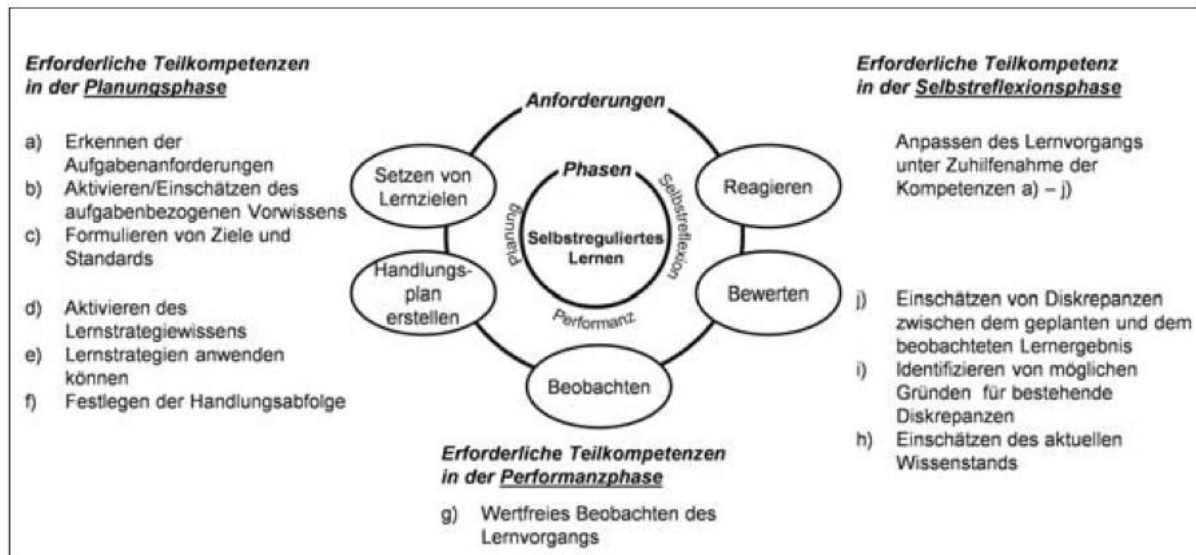 Erforderliche Teilkompetenzen
in der Planungsphase
a) Erkennen der
Aufgabenanforderungen
b) Aktivieren/Einschätzen des
aufgabenbezogenen Vorwissens
c) Formulieren von Ziele und
Standards
d) Aktivieren des
Lernstrategiewissens
e) Lernstrategien anwenden
können
f) Festlegen der Handlungsabfolge
Anforderungen
Phasen
Setzen von
Lernzielen
Handlungs-
plan
erstellen
Planung
Selbstreguliertes
Lernen
Selbstreflexion
Performanz
Reagieren
Bewerten
Beobachten
Erforderliche Teilkompetenzen
in der Performanzphase
g) Wertfreies Beobachten des
Lernvorgangs
Erforderliche Teilkompetenz
in der Selbstreflexionsphase
Anpassen des Lernvorgangs
unter Zuhilfenahme der
Kompetenzen a) – j)
j) Einschätzen von Diskrepanzen
zwischen dem geplanten und dem
beobachteten Lernergebnis
i) Identifizieren von möglichen
Gründen für bestehende
Diskrepanzen
h) Einschätzen des aktuellen
Wissenstands